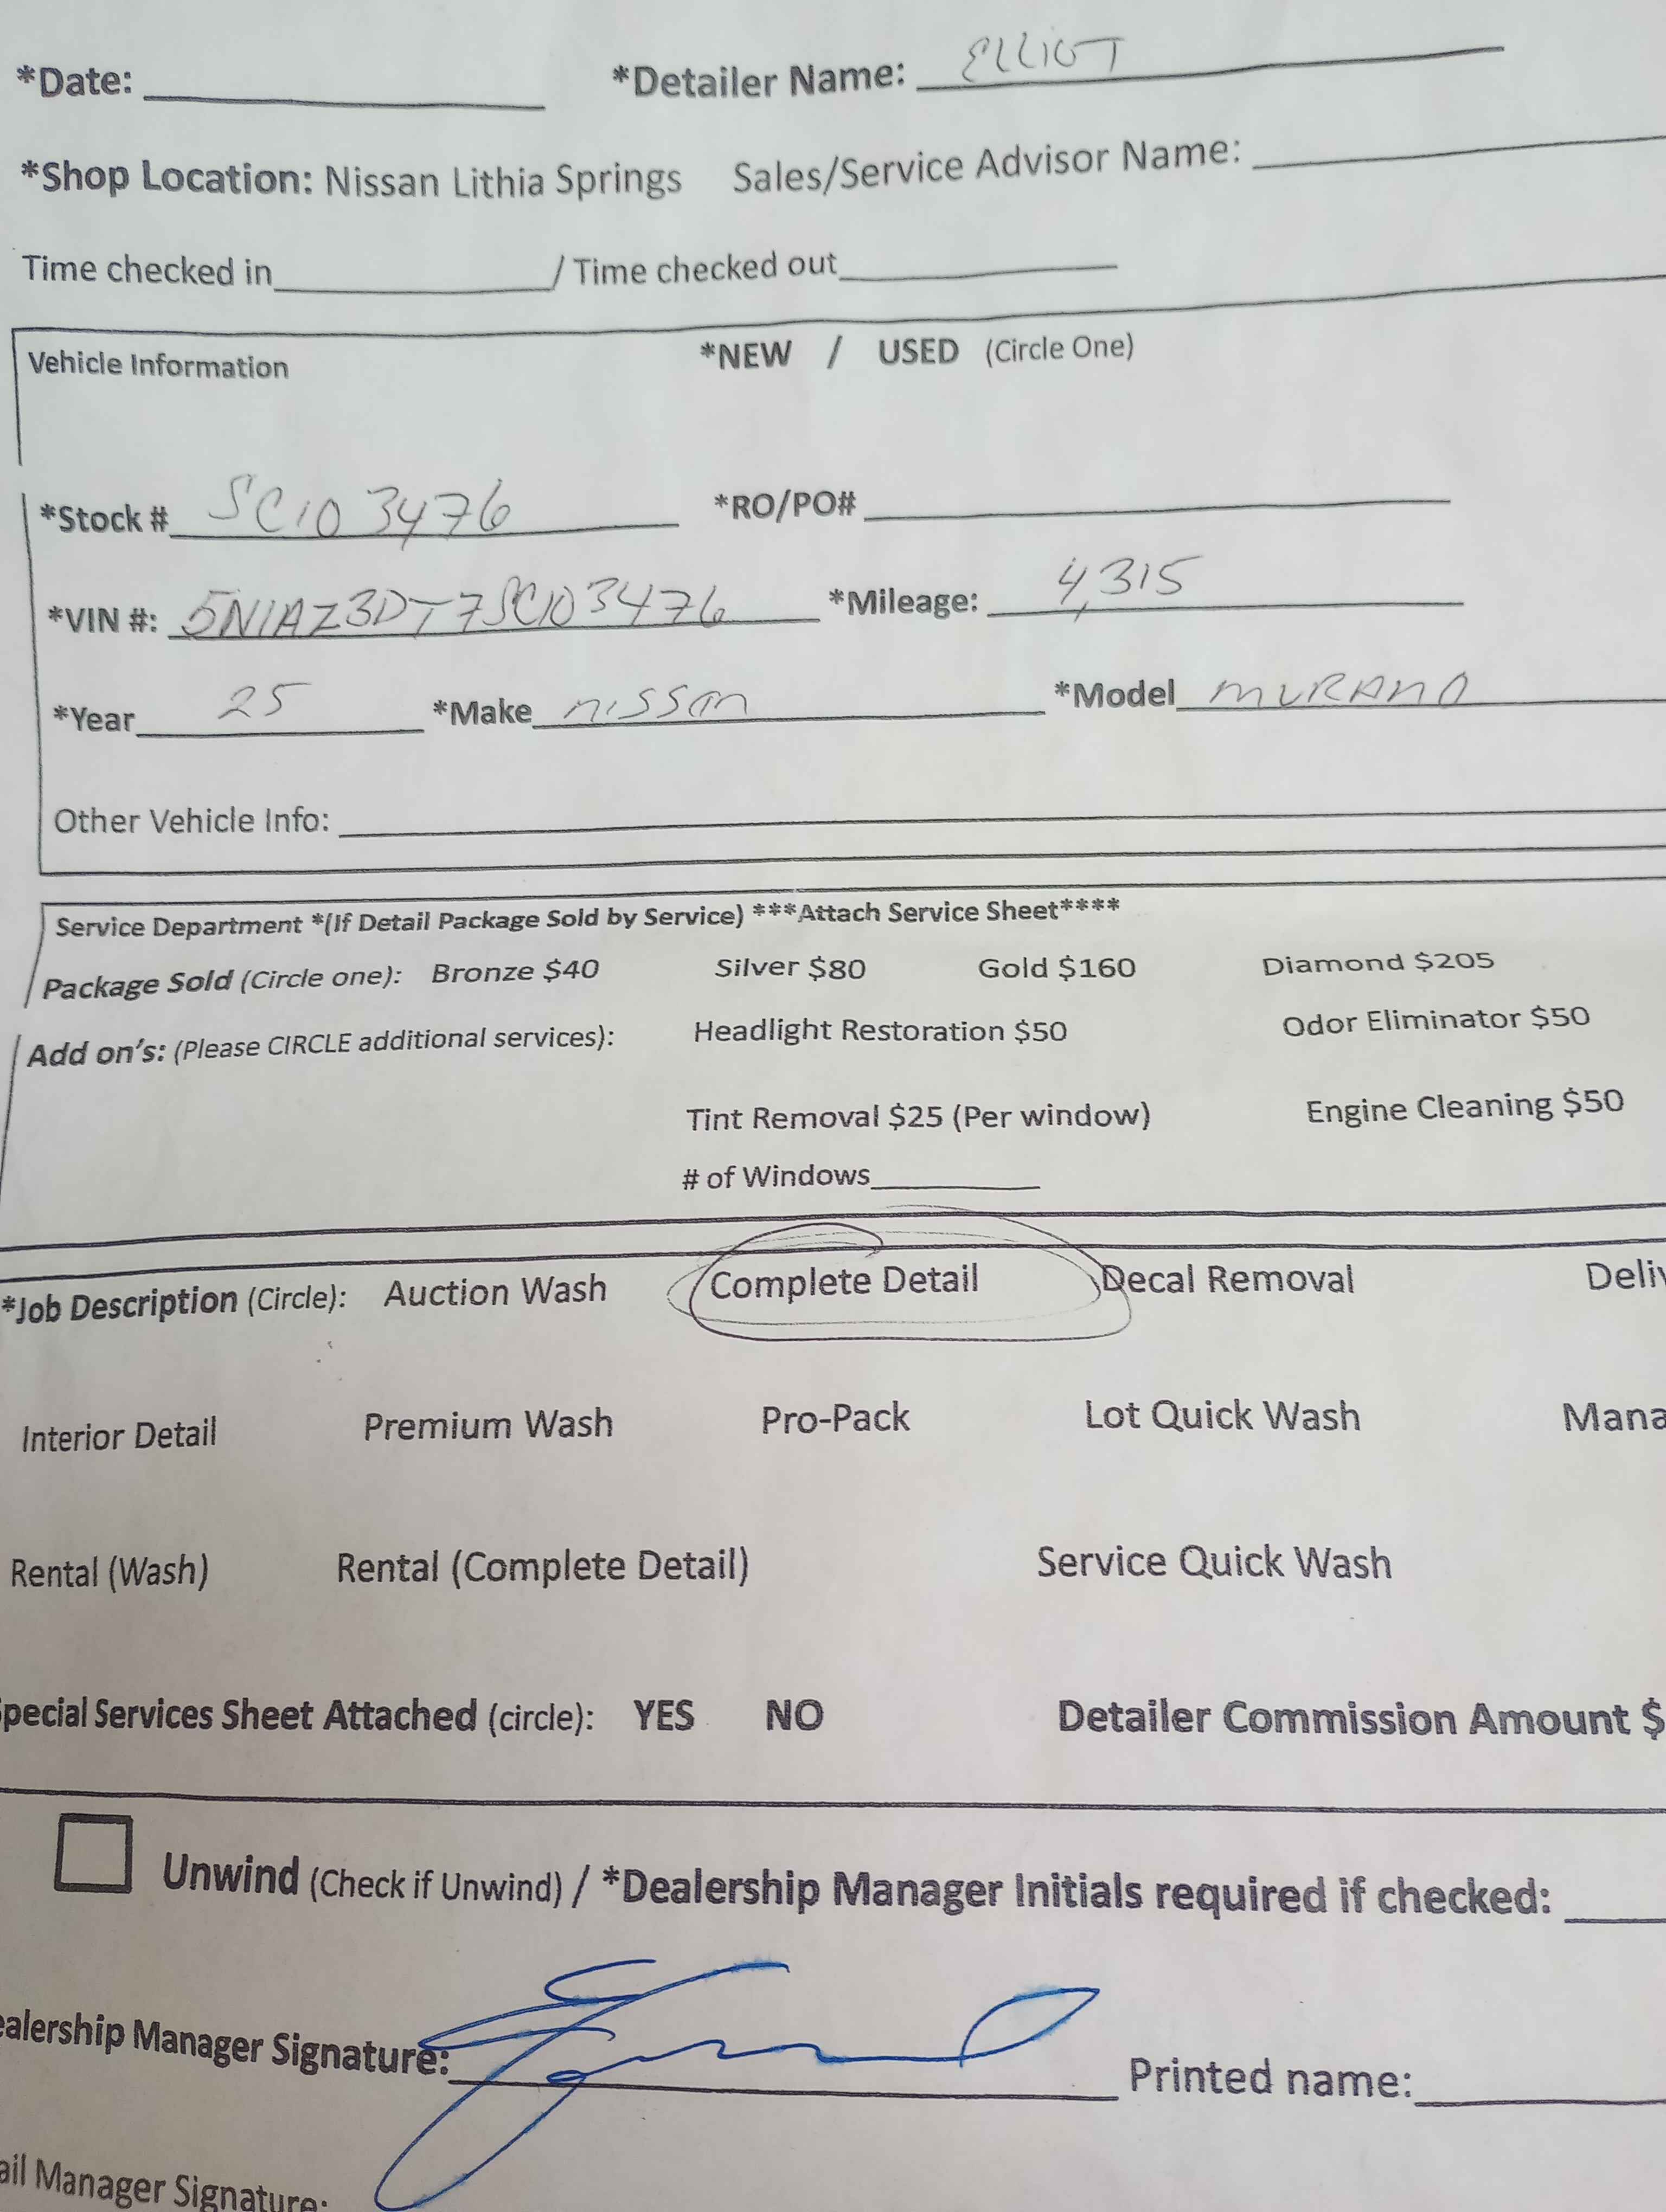 *Date: *Detailer Name: ELLIOT
*Shop Location: Nissan Lithia Springs Sales/Service Advisor Name:
Time checked in / Time checked out
Vehicle Information *NEW / USED (Circle One)
*Stock # SC103476 *RO/PO#
*VIN #: 5N1AZ3DT7SC103476 *Mileage: 4,315
*Year 25 *Make nissan *Model MURANO
Other Vehicle Info:
Service Department *(If Detail Package Sold by Service) ***Attach Service Sheet****
Package Sold (Circle one): Bronze $40 Silver $80 Gold $160 Diamond $205
Add on's: (Please CIRCLE additional services): Headlight Restoration $50 Odor Eliminator $50
Tint Removal $25 (Per window) Engine Cleaning $50
# of Windows
*Job Description (Circle): Auction Wash Complete Detail Decal Removal Deliv
Interior Detail Premium Wash Pro-Pack Lot Quick Wash Mana
Rental (Wash) Rental (Complete Detail) Service Quick Wash
pecial Services Sheet Attached (circle): YES NO Detailer Commission Amount $
Unwind (Check if Unwind) / *Dealership Manager Initials required if checked:
ealership Manager Signature: Printed name:
ail Manager Signature: